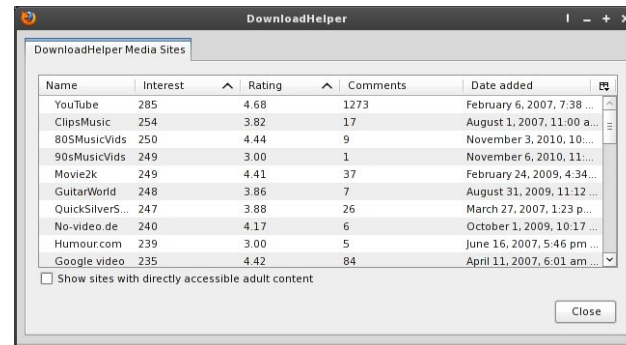 DownloadHelper
DownloadHelper Media Sites
Name Interest Rating Comments Date added
YouTube 285 4.68 1273 February 6, 2007, 7:38 ...
ClipsMusic 254 3.82 17 August 1, 2007, 11:00 a...
80SMusicVids 250 4.44 9 November 3, 2010, 10:...
90sMusicVids 249 3.00 1 November 6, 2010, 11:...
Movie2k 249 4.41 37 February 24, 2009, 4:34...
GuitarWorld 248 3.86 7 August 31, 2009, 11:12 ...
QuickSilverS... 247 3.88 26 March 27, 2007, 1:23 p...
No-video.de 240 4.17 6 October 1, 2009, 10:17 ...
Humour.com 239 3.00 5 June 16, 2007, 5:46 pm ...
Google video 235 4.42 84 April 11, 2007, 6:01 am ...
Show sites with directly accessible adult content
Close